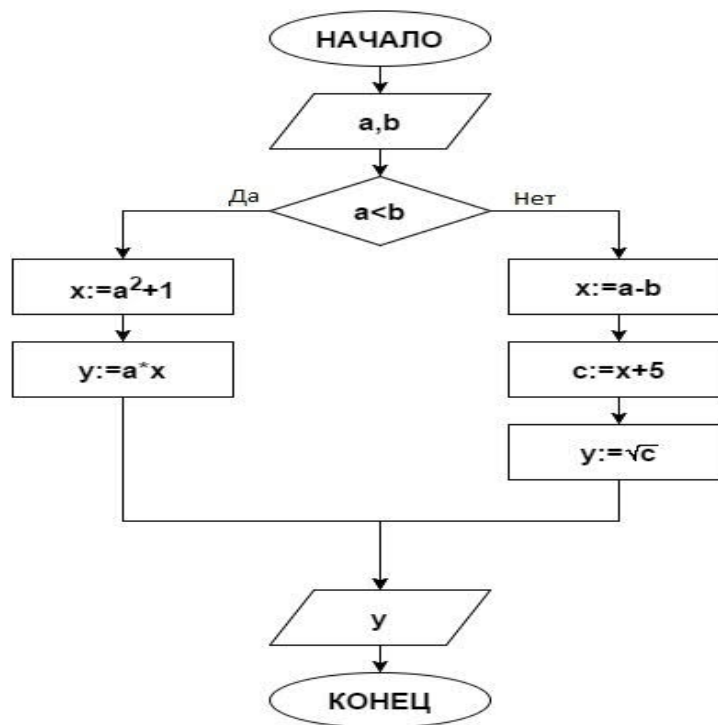 НАЧАЛО
a,b
a<b
Да
Нет
x:=a²+1
y:=a*x
x:=a-b
c:=x+5
y:=√c
y
КОНЕЦ